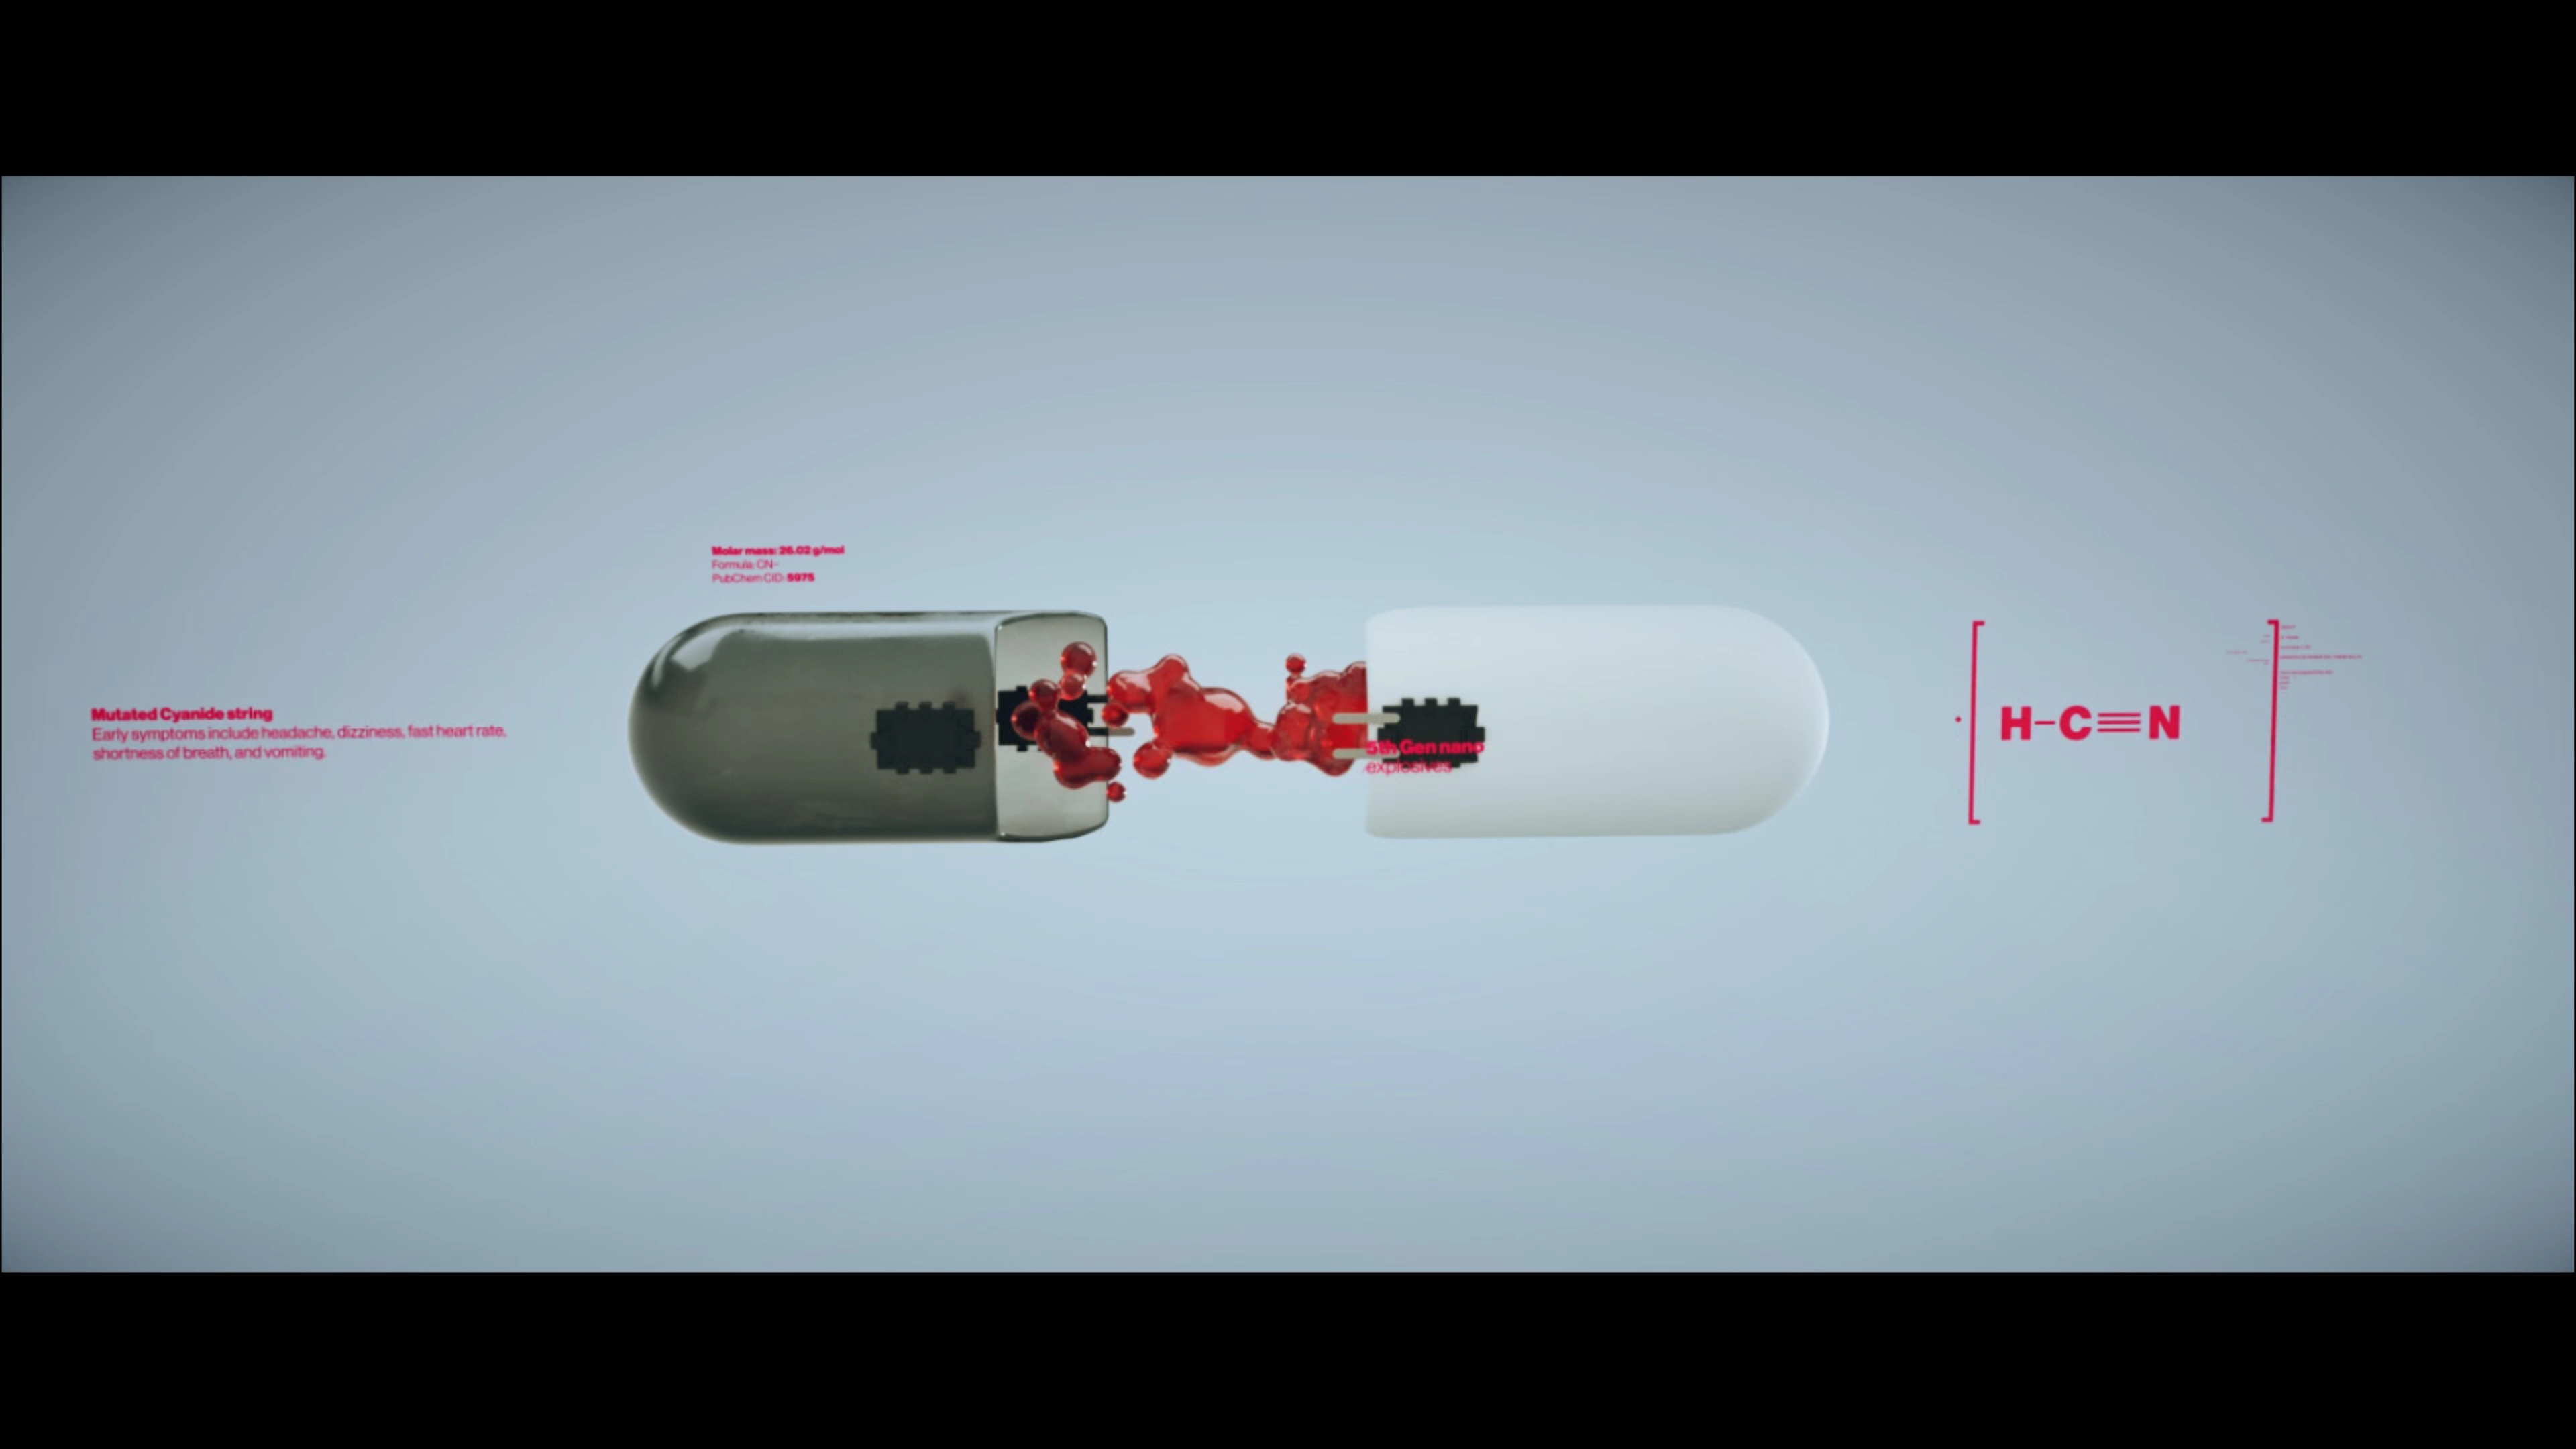 Molar mass: 26.02 g/mol
Formula: CN-
PubChem CID: 5975
Mutated Cyanide string
Early symptoms include headache, dizziness, fast heart rate,
shortness of breath, and vomiting.
5th Gen nano
explosives
H-C≡N